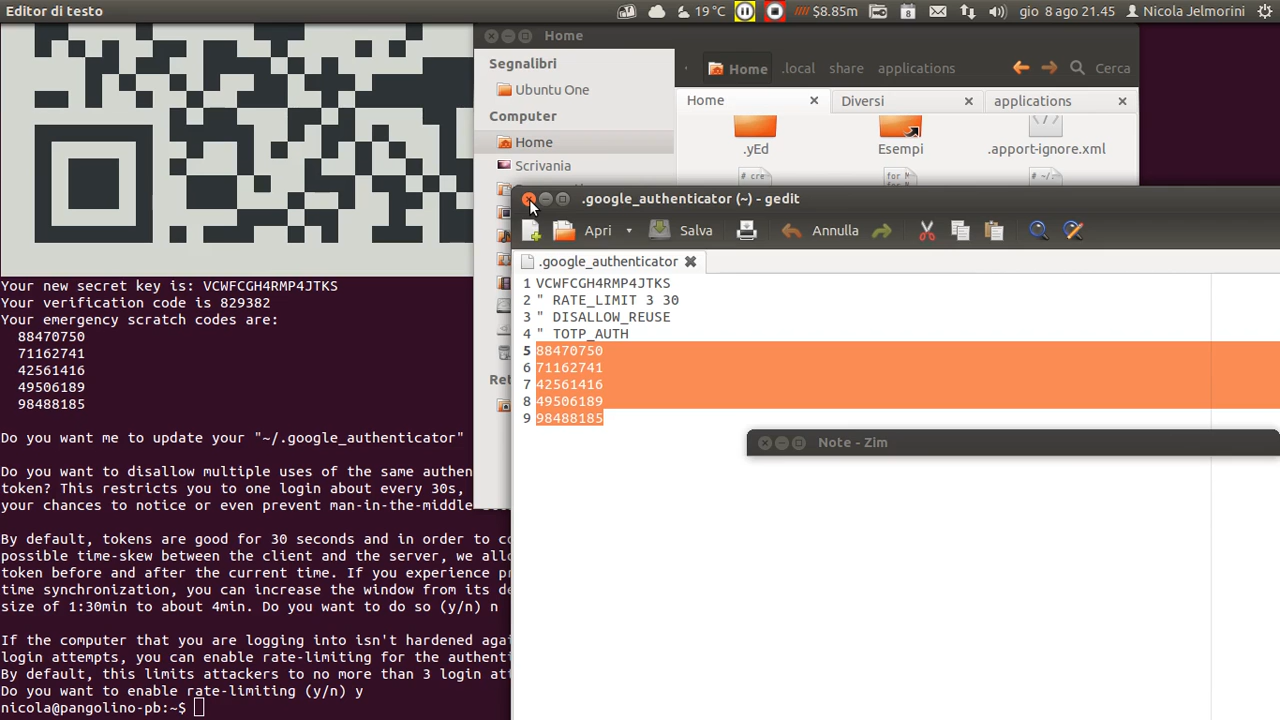 Editor di testo
19 °C
$8.85m
8
gio 8 ago 21.45
Nicola Jelmorini
Home
Segnalibri
Ubuntu One
Computer
Home
Scrivania
Ret
Home
.local
share
applications
Cerca
Home
Diversi
applications
.yEd
Esempi
.apport-ignore.xml
# cre
for M
# ~/.
.google_authenticator (~) - gedit
Apri
Salva
Annulla
.google_authenticator
1 VCWFCGH4RMP4JTKS
2 " RATE_LIMIT 3 30
3 " DISALLOW_REUSE
4 " TOTP_AUTH
5 88470750
6 71162741
7 42561416
8 49506189
9 98488185
Note - Zim
Your new secret key is: VCWFCGH4RMP4JTKS
Your verification code is 829382
Your emergency scratch codes are:
88470750
71162741
42561416
49506189
98488185
Do you want me to update your "~/.google_authenticator"
Do you want to disallow multiple uses of the same authen
token? This restricts you to one login about every 30s,
your chances to notice or even prevent man-in-the-middle
By default, tokens are good for 30 seconds and in order to co
possible time-skew between the client and the server, we allo
token before and after the current time. If you experience pr
time synchronization, you can increase the window from its de
size of 1:30min to about 4min. Do you want to do so (y/n) n
If the computer that you are logging into isn't hardened aga
login attempts, you can enable rate-limiting for the authenti
By default, this limits attackers to no more than 3 login att
Do you want to enable rate-limiting (y/n) y
nicola@pangolino-pb:~$